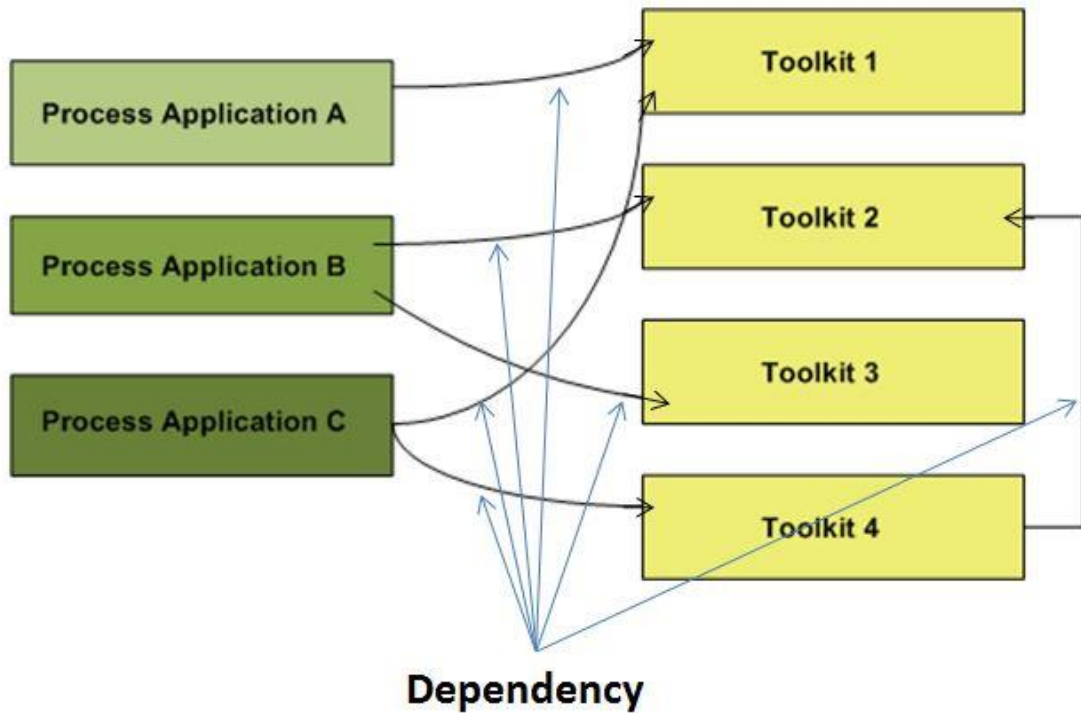 Process Application A
Process Application B
Process Application C
Toolkit 1
Toolkit 2
Toolkit 3
Toolkit 4
Dependency